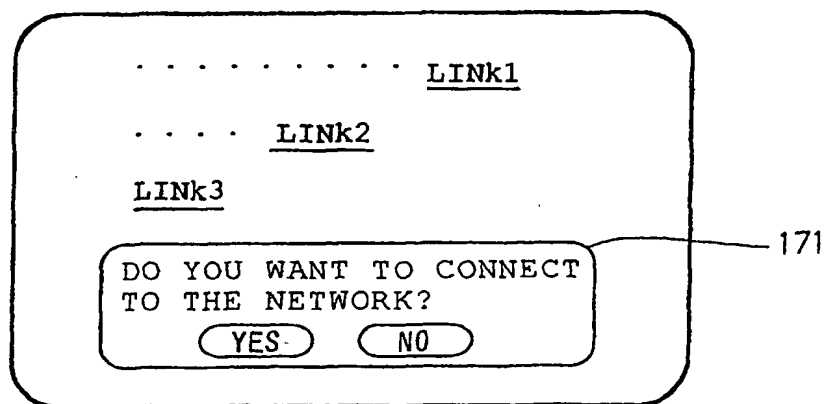 . . . . . . . . . . LINk1
. . . . LINk2
LINk3
DO YOU WANT TO CONNECT
TO THE NETWORK?
YES NO
171